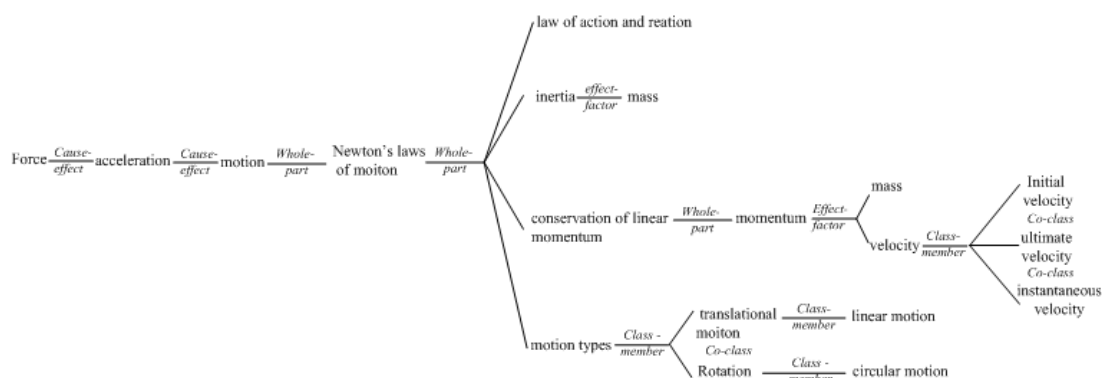 law of action and reation
inertia effect-factor mass
Force Cause-effect acceleration Cause-effect motion Whole-part Newton's laws of moiton Whole-part
conservation of linear momentum Whole-part momentum Effect-factor
mass
velocity Class-member
Initial velocity
Co-class
ultimate velocity
Co-class
instantaneous velocity
motion types Class-member
translational moiton Class-member linear motion
Co-class
Rotation Class-member circular motion